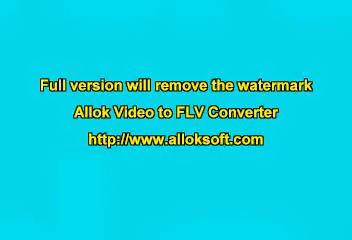 Full version will remove the watermark
Allok Video to FLV Converter
http://www.alloksoft.com